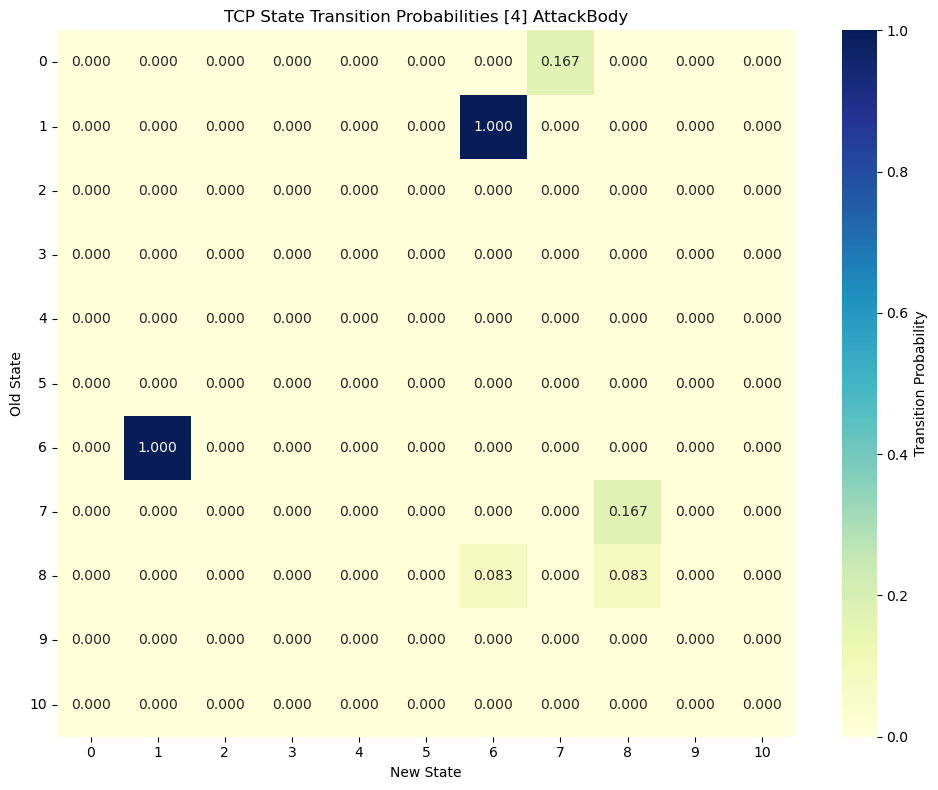 TCP State Transition Probabilities [4] AttackBody
Old State
0 0.000 0.000 0.000 0.000 0.000 0.000 0.000 0.167 0.000 0.000 0.000
1 0.000 0.000 0.000 0.000 0.000 0.000 1.000 0.000 0.000 0.000 0.000
2 0.000 0.000 0.000 0.000 0.000 0.000 0.000 0.000 0.000 0.000 0.000
3 0.000 0.000 0.000 0.000 0.000 0.000 0.000 0.000 0.000 0.000 0.000
4 0.000 0.000 0.000 0.000 0.000 0.000 0.000 0.000 0.000 0.000 0.000
5 0.000 0.000 0.000 0.000 0.000 0.000 0.000 0.000 0.000 0.000 0.000
6 0.000 1.000 0.000 0.000 0.000 0.000 0.000 0.000 0.000 0.000 0.000
7 0.000 0.000 0.000 0.000 0.000 0.000 0.000 0.000 0.167 0.000 0.000
8 0.000 0.000 0.000 0.000 0.000 0.000 0.083 0.000 0.083 0.000 0.000
9 0.000 0.000 0.000 0.000 0.000 0.000 0.000 0.000 0.000 0.000 0.000
10 0.000 0.000 0.000 0.000 0.000 0.000 0.000 0.000 0.000 0.000 0.000
0 1 2 3 4 5 6 7 8 9 10
New State
1.0
0.8
0.6
0.4
0.2
0.0
Transition Probability